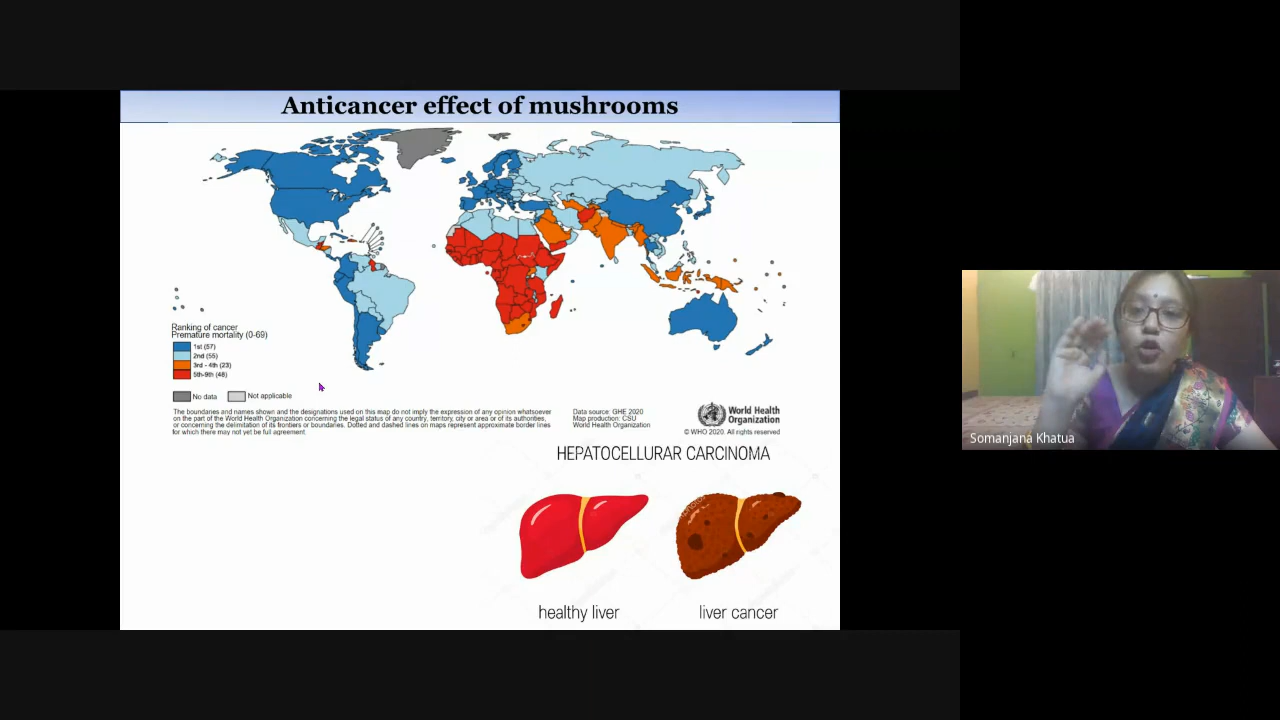 Anticancer effect of mushrooms
Ranking of cancer
Premature mortality (0-69)
1st (57)
2nd (55)
3rd - 4th (23)
5th-9th (48)
No data
Not applicable
The boundaries and names shown and the designations used on this map do not imply the expression of any opinion whatsoever
on the part of the World Health Organization concerning the legal status of any country, territory, city or area or of its authorities,
or concerning the delimitation of its frontiers or boundaries. Dotted and dashed lines on maps represent approximate border lines
for which there may not yet be full agreement.
Data source: GHE 2020
Map production: CSU
World Health Organization
World Health
Organization
© WHO 2020. All rights reserved
HEPATOCELLURAR CARCINOMA
healthy liver
liver cancer
Somanjana Khatua